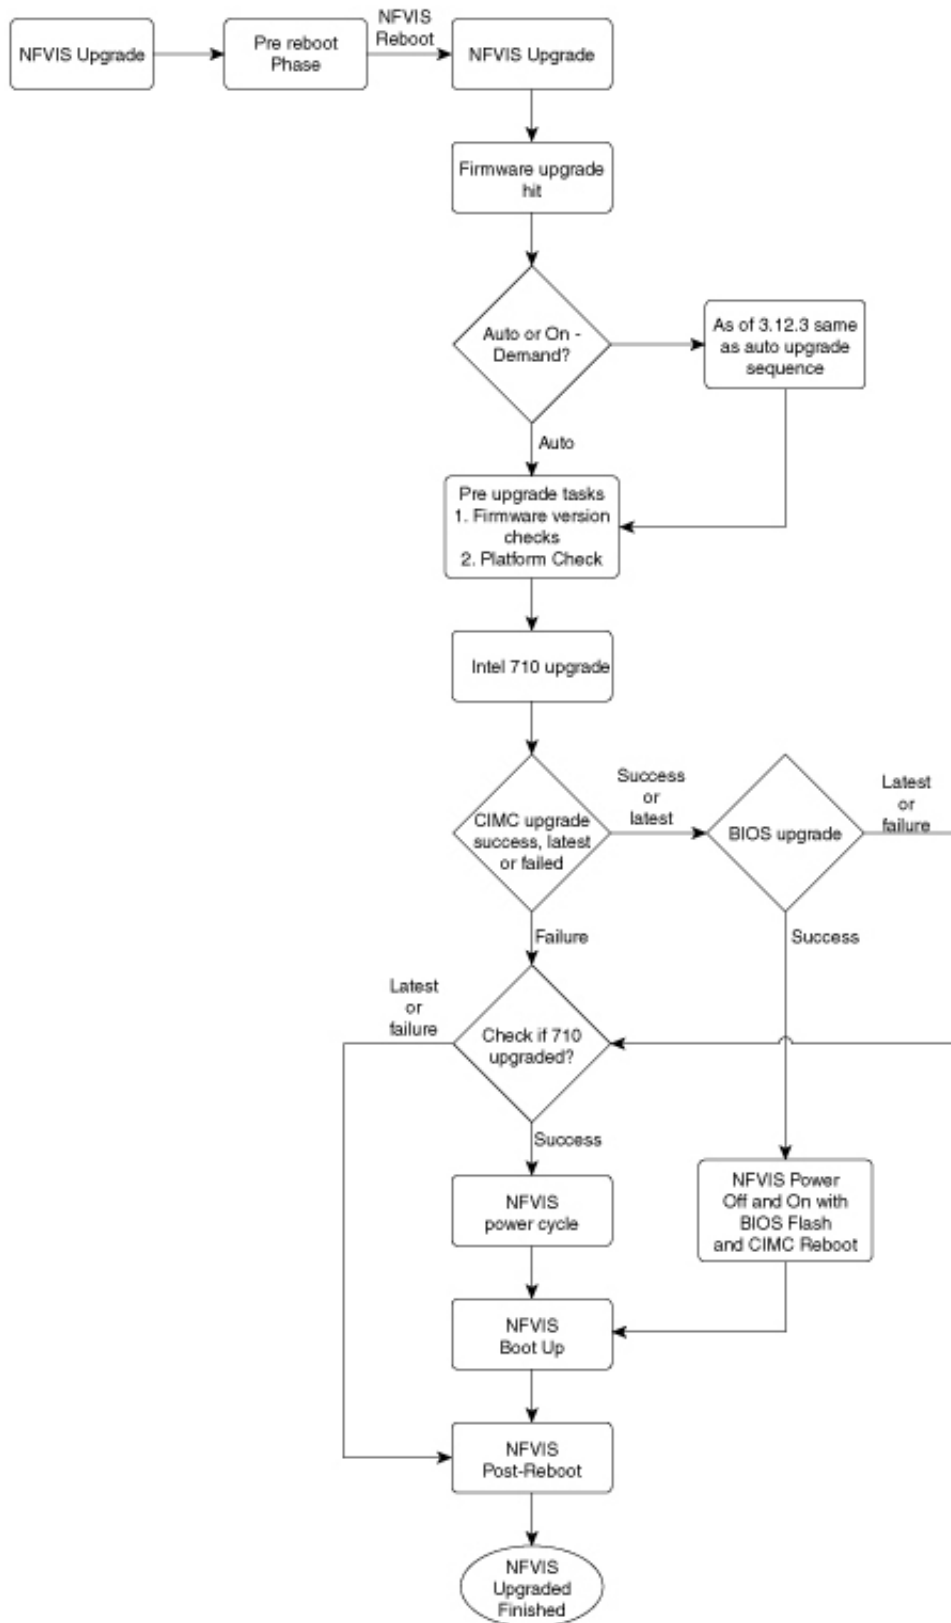 NFVIS Upgrade
Pre reboot
Phase
NFVIS
Reboot
NFVIS Upgrade
Firmware upgrade
hit
Auto or On -
Demand?
As of 3.12.3 same
as auto upgrade
sequence
Auto
Pre upgrade tasks
1. Firmware version
checks
2. Platform Check
Intel 710 upgrade
CIMC upgrade
success, latest
or failed
Success
or
latest
BIOS upgrade
Latest
or
failure
Failure
Success
Latest
or
failure
Check if 710
upgraded?
Success
NFVIS
power cycle
NFVIS Power
Off and On with
BIOS Flash
and CIMC Reboot
NFVIS
Boot Up
NFVIS
Post-Reboot
NFVIS
Upgraded
Finished